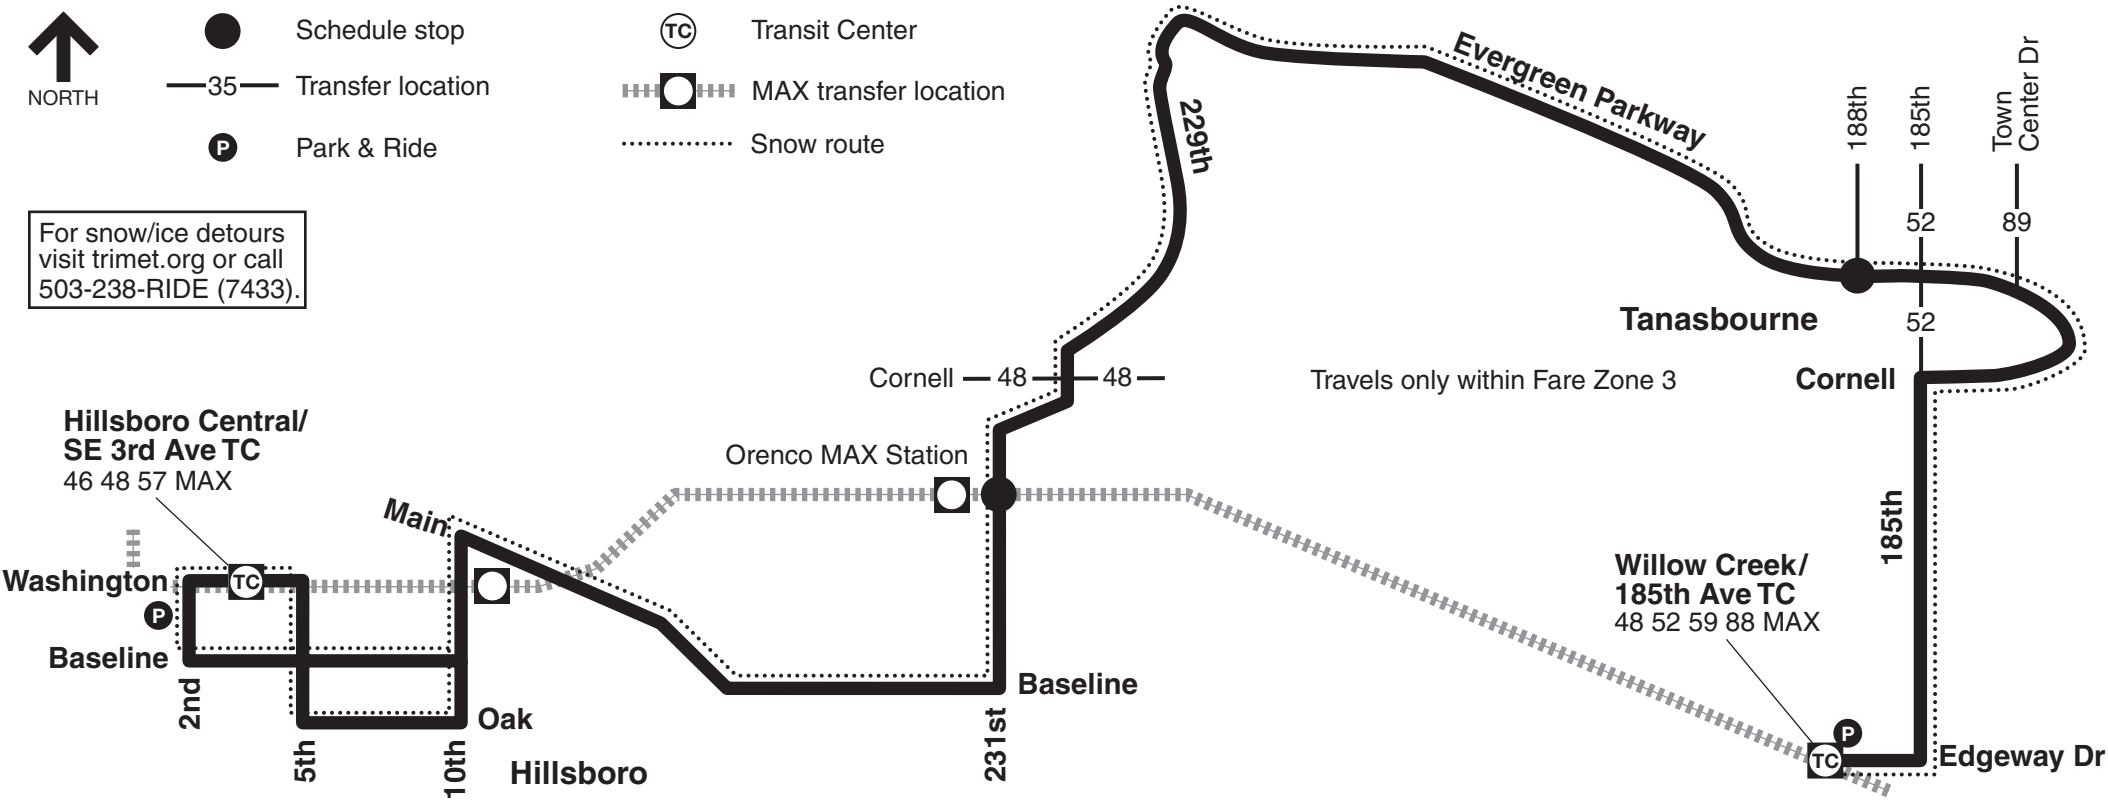 NORTH
Schedule stop
35
Transfer location
P
Park & Ride
TC
Transit Center
MAX transfer location
Snow route
For snow/ice detours
visit trimet.org or call
503-238-RIDE (7433).
229th
Evergreen Parkway
188th
185th
Town
Center Dr
52
89
Tanasbourne
52
Cornell
48
48
Travels only within Fare Zone 3
Cornell
Hillsboro Central/
SE 3rd Ave TC
46 48 57 MAX
Orenco MAX Station
Main
185th
Washington
TC
P
Baseline
2nd
5th
10th
Oak
Hillsboro
231st
Baseline
Willow Creek/
185th Ave TC
48 52 59 88 MAX
P
TC
Edgeway Dr